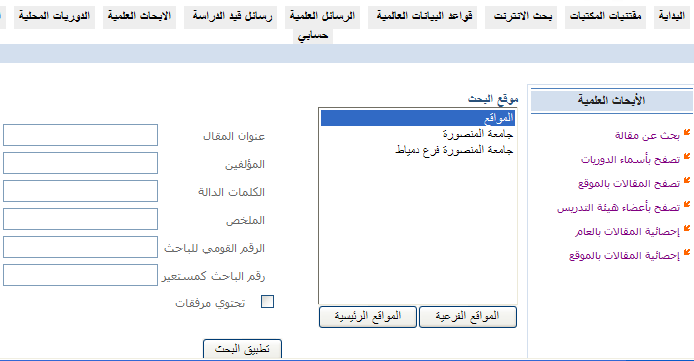 البداية
مقتنيات المكتبات
بحث الانترنت
قواعد البيانات العالمية
الرسائل العلمية
رسائل قيد الدراسة
الابحاث العلمية
الدوريات المحلية
حسابي
الأبحاث العلمية
بحث عن مقالة
تصفح بأسماء الدوريات
تصفح المقالات بالموقع
تصفح بأعضاء هيئة التدريس
إحصائية المقالات بالعام
إحصائية المقالات بالموقع
موقع البحث
المواقع
جامعة المنصورة
جامعة المنصورة فرع دمياط
المواقع الفرعية
المواقع الرئيسية
عنوان المقال
المؤلفين
الكلمات الدالة
الملخص
الرقم القومي للباحث
رقم الباحث كمستعير
تحتوي مرفقات
تطبيق البحث